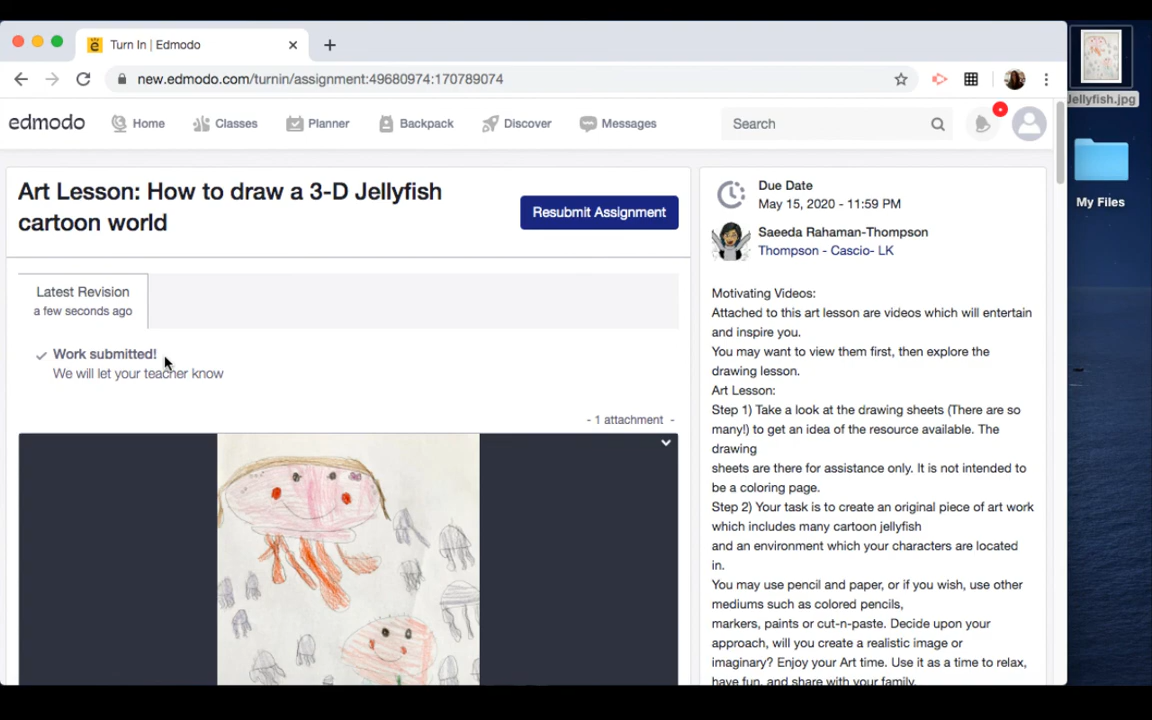 Turn In | Edmodo
new.edmodo.com/turnin/assignment:49680974:170789074
Jellyfish.jpg
edmodo Home Classes Planner Backpack Discover Messages Search
My Files
Art Lesson: How to draw a 3-D Jellyfish
cartoon world
Resubmit Assignment
Latest Revision
a few seconds ago
Work submitted!
We will let your teacher know
- 1 attachment -
Due Date
May 15, 2020 - 11:59 PM
Saeeda Rahaman-Thompson
Thompson - Cascio- LK
Motivating Videos:
Attached to this art lesson are videos which will entertain
and inspire you.
You may want to view them first, then explore the
drawing lesson.
Art Lesson:
Step 1) Take a look at the drawing sheets (There are so
many!) to get an idea of the resource available. The
drawing
sheets are there for assistance only. It is not intended to
be a coloring page.
Step 2) Your task is to create an original piece of art work
which includes many cartoon jellyfish
and an environment which your characters are located
in.
You may use pencil and paper, or if you wish, use other
mediums such as colored pencils,
markers, paints or cut-n-paste. Decide upon your
approach, will you create a realistic image or
imaginary? Enjoy your Art time. Use it as a time to relax,
have fun, and share with your family.